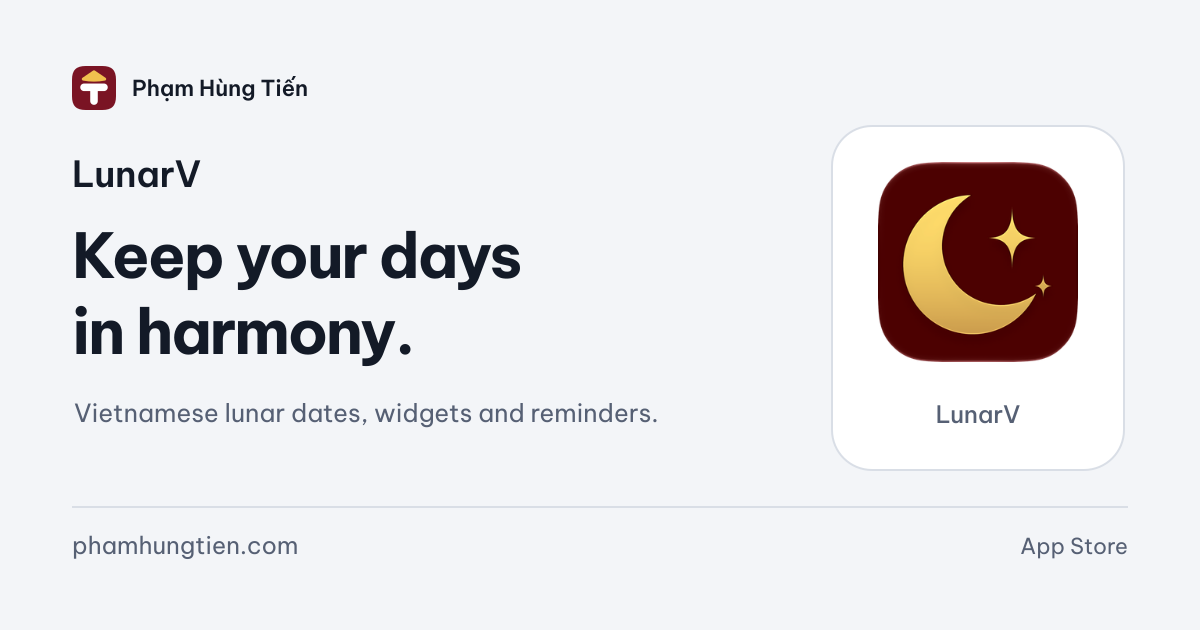 Phạm Hùng Tiến
LunarV
Keep your days
in harmony.
Vietnamese lunar dates, widgets and reminders.
LunarV
phamhungtien.com
App Store